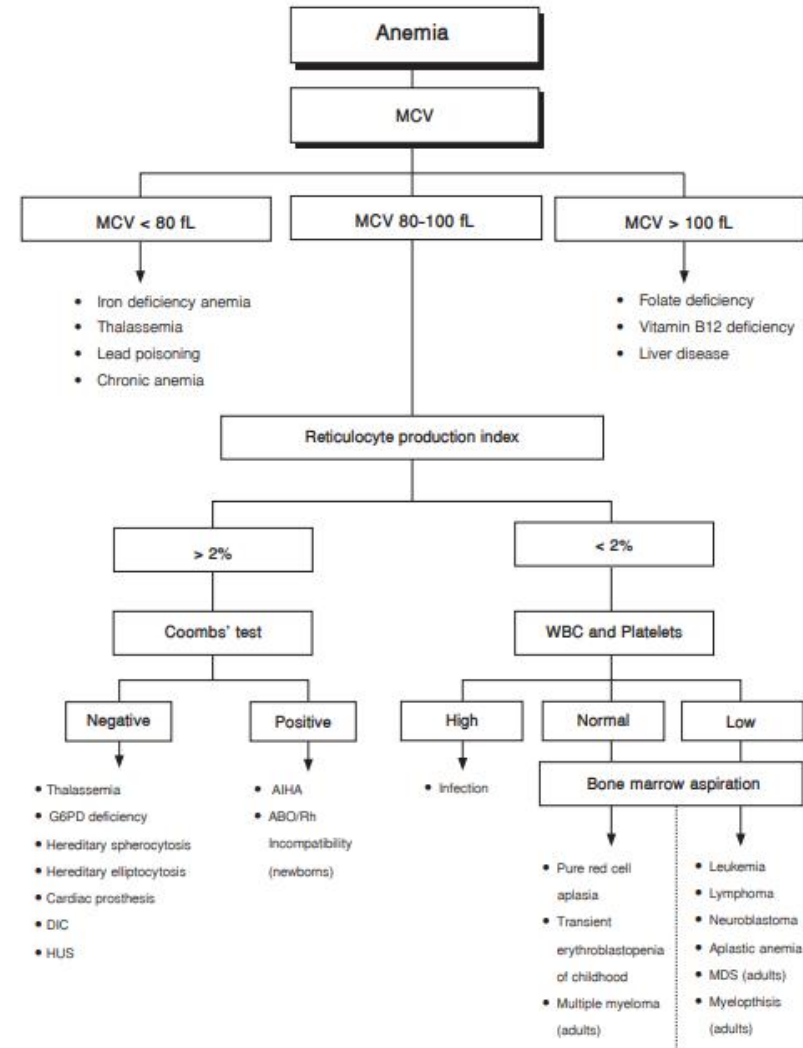 Anemia
MCV
MCV < 80 fL
MCV 80-100 fL
MCV > 100 fL
• Iron deficiency anemia
• Thalassemia
• Lead poisoning
• Chronic anemia
• Folate deficiency
• Vitamin B12 deficiency
• Liver disease
Reticulocyte production index
> 2%
< 2%
Coombs' test
WBC and Platelets
Negative
Positive
High
Normal
Low
• Thalassemia
• G6PD deficiency
• Hereditary spherocytosis
• Hereditary elliptocytosis
• Cardiac prosthesis
• DIC
• HUS
• AIHA
• ABO/Rh
Incompatibility
(newborns)
• Infection
Bone marrow aspiration
• Pure red cell
aplasia
• Transient
erythroblastopenia
of childhood
• Multiple myeloma
(adults)
• Leukemia
• Lymphoma
• Neuroblastoma
• Aplastic anemia
• MDS (adults)
• Myelopthisis
(adults)